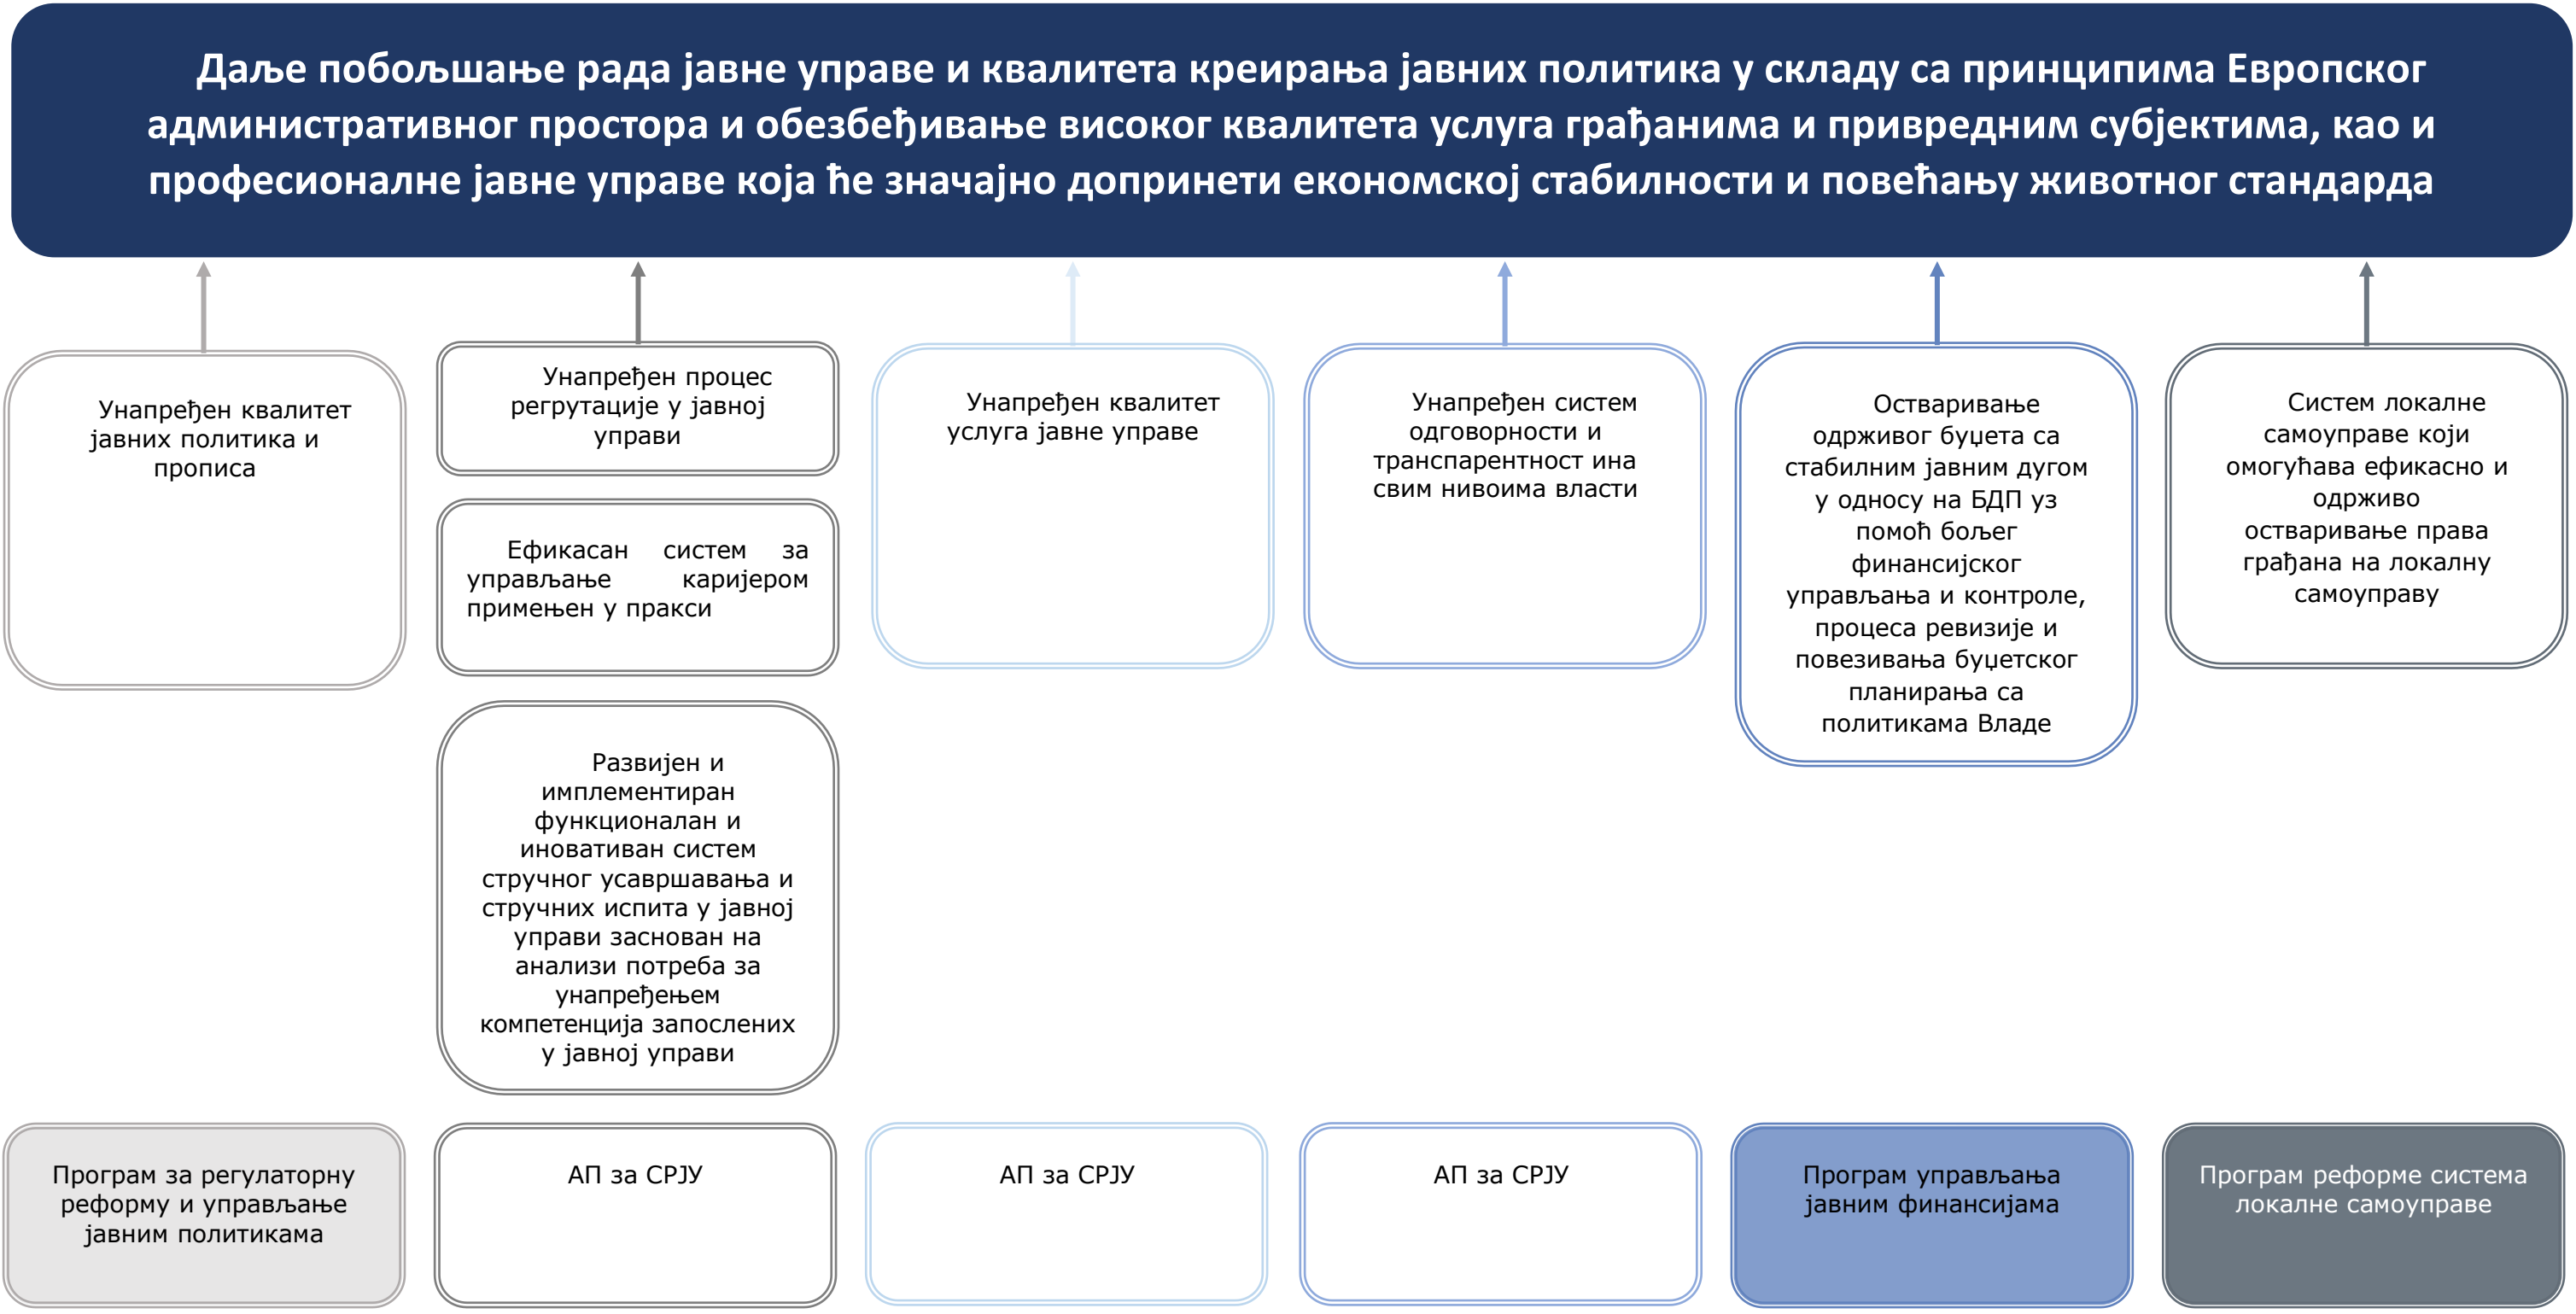 Даље побољшање рада јавне управе и квалитета креирања јавних политика у складу са принципима Европског
административног простора и обезбеђивање високог квалитета услуга грађанима и привредним субјектима, као и
професионалне јавне управе која ће значајно допринети економској стабилности и повећању животног стандарда
Унапређен квалитет
јавних политика и
прописа
Унапређен процес
регрутације у јавној
управи
Ефикасан систем за
управљање каријером
примењен у пракси
Развијен и
имплементиран
функционалан и
иновативан систем
стручног усавршавања и
стручних испита у јавној
управи заснован на
анализи потреба за
унапређењем
компетенција запослених
у јавној управи
Унапређен квалитет
услуга јавне управе
Унапређен систем
одговорности и
транспарентност ина
свим нивоима власти
Остваривање
одрживог буџета са
стабилним јавним дугом
у односу на БДП уз
помоћ бољег
финансијског
управљања и контроле,
процеса ревизије и
повезивања буџетског
планирања са
политикама Владе
Систем локалне
самоуправе који
омогућава ефикасно и
одрживо
остваривање права
грађана на локалну
самоуправу
Програм за регулаторну
реформу и управљање
јавним политикама
АП за СРЈУ
АП за СРЈУ
АП за СРЈУ
Програм управљања
јавним финансијама
Програм реформе система
локалне самоуправе